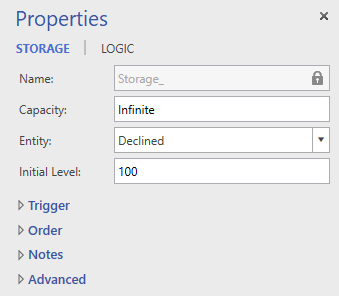 Properties
STORAGE | LOGIC
Name: Storage_
Capacity: Infinite
Entity: Declined
Initial Level: 100
Trigger
Order
Notes
Advanced